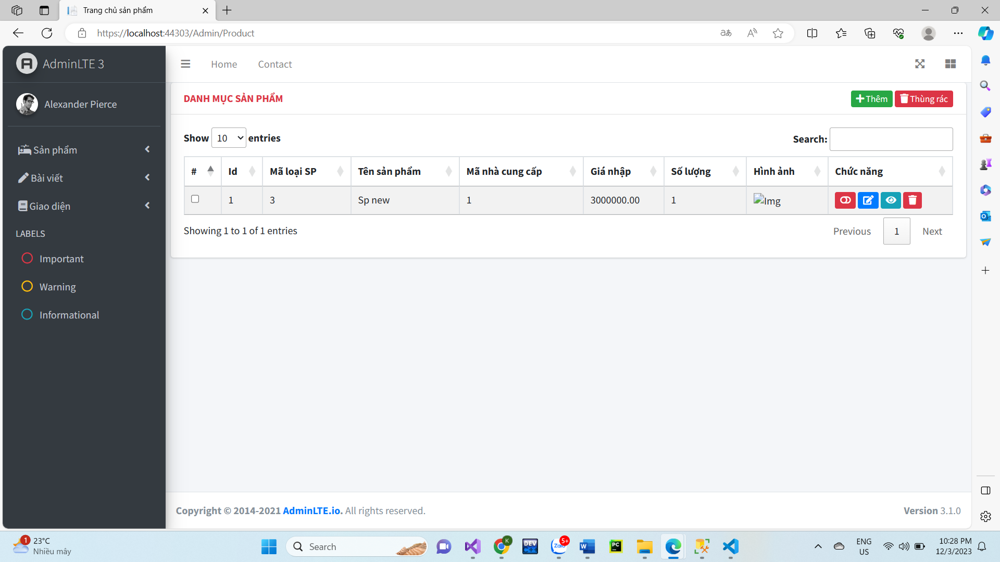 Trang chủ sản phẩm
https://localhost:44303/Admin/Product
AdminLTE 3
Home Contact
Alexander Pierce
DANH MỤC SẢN PHẨM
Thêm Thùng rác
Sản phẩm
Bài viết
Giao diện
LABELS
Important
Warning
Informational
Show 10 entries
Search:
# Id Mã loại SP Tên sản phẩm Mã nhà cung cấp Giá nhập Số lượng Hình ảnh Chức năng
1 3 Sp new 1 3000000.00 1 Img
Showing 1 to 1 of 1 entries
Previous 1 Next
Copyright © 2014-2021 AdminLTE.io. All rights reserved.
Version 3.1.0
1
23°C
Nhiều mây
Search
K
DEV
C++
Zalo
5+
W
PC
ENG
US
10:28 PM
12/3/2023